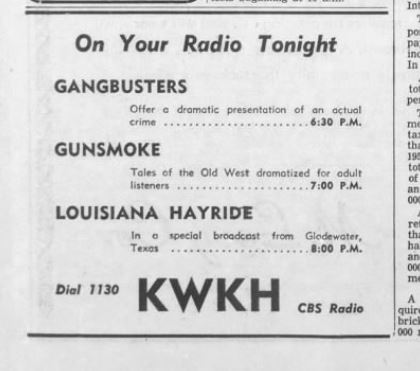 On Your Radio Tonight
GANGBUSTERS
Offer a dramatic presentation of an actual
crime ...................... 6:30 P.M.
GUNSMOKE
Tales of the Old West dramatized for adult
listeners ...................... 7:00 P.M.
LOUISIANA HAYRIDE
In a special broadcast from Gladewater,
Texas ....................... 8:00 P.M.
Dial 1130 KWKH CBS Radio